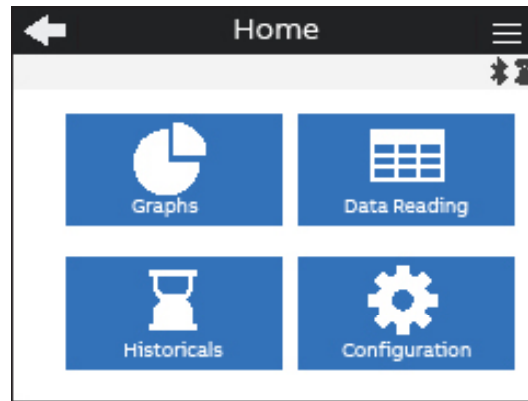 Home
Graphs
Data Reading
Historicals
Configuration